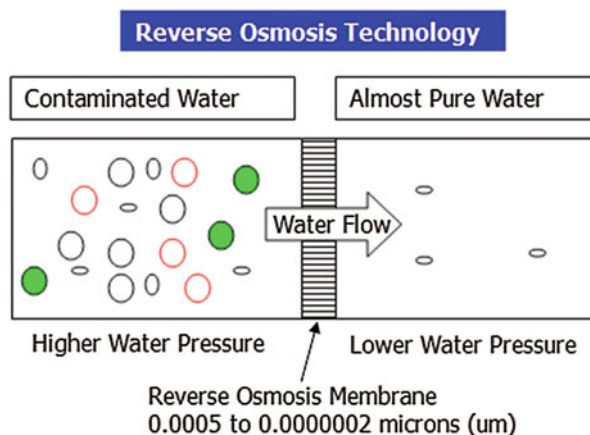 Reverse Osmosis Technology
Contaminated Water
Almost Pure Water
Water Flow
Higher Water Pressure
Lower Water Pressure
Reverse Osmosis Membrane
0.0005 to 0.0000002 microns (um)